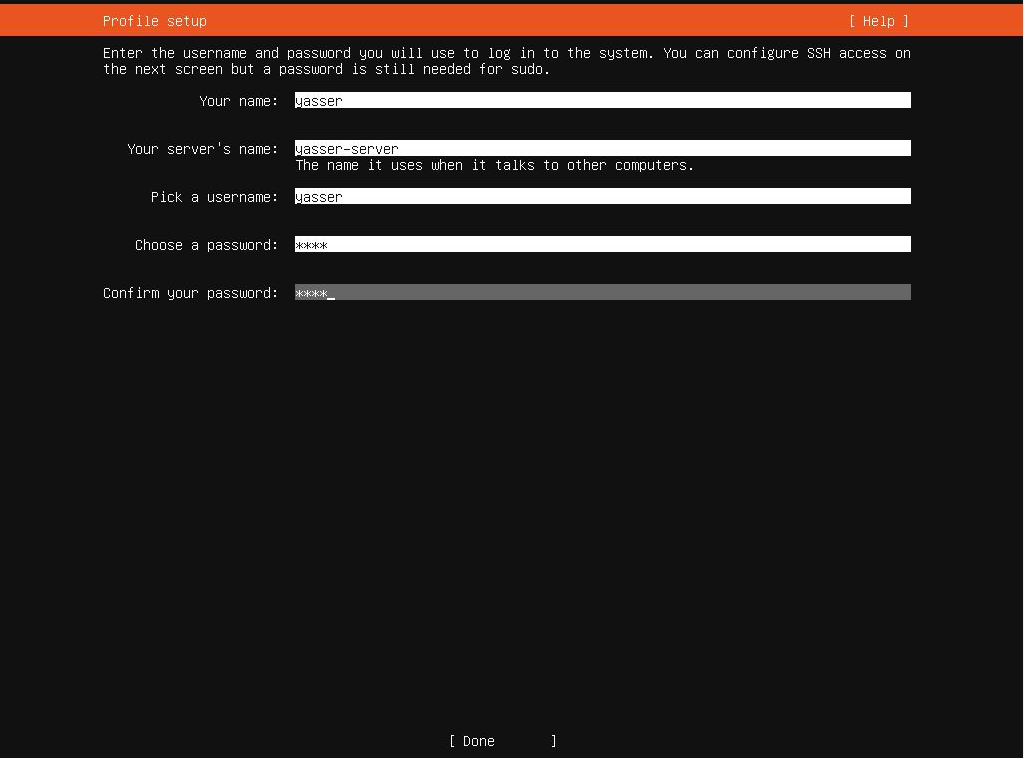 Profile setup [ Help ]
Enter the username and password you will use to log in to the system. You can configure SSH access on
the next screen but a password is still needed for sudo.
Your name: yasser
Your server's name: yasser-server
The name it uses when it talks to other computers.
Pick a username: yasser
Choose a password: ****
Confirm your password: ****_
[ Done ]